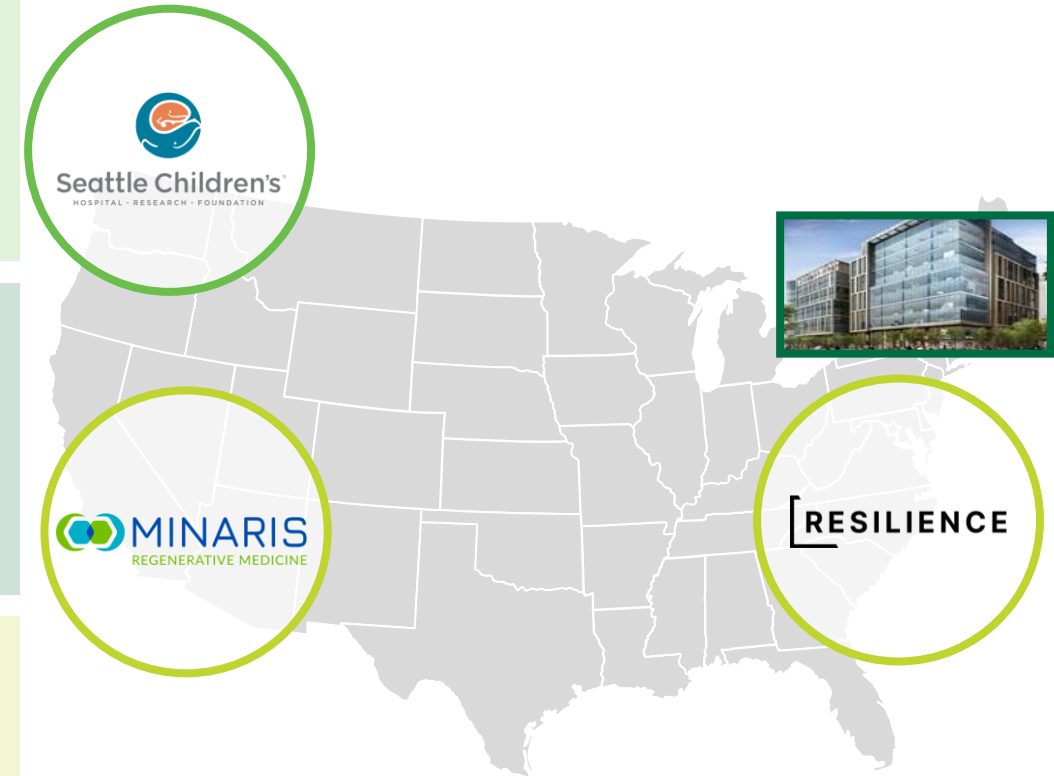 Seattle Children's
HOSPITAL · RESEARCH · FOUNDATION
MINARIS
REGENERATIVE MEDICINE
RESILIENCE